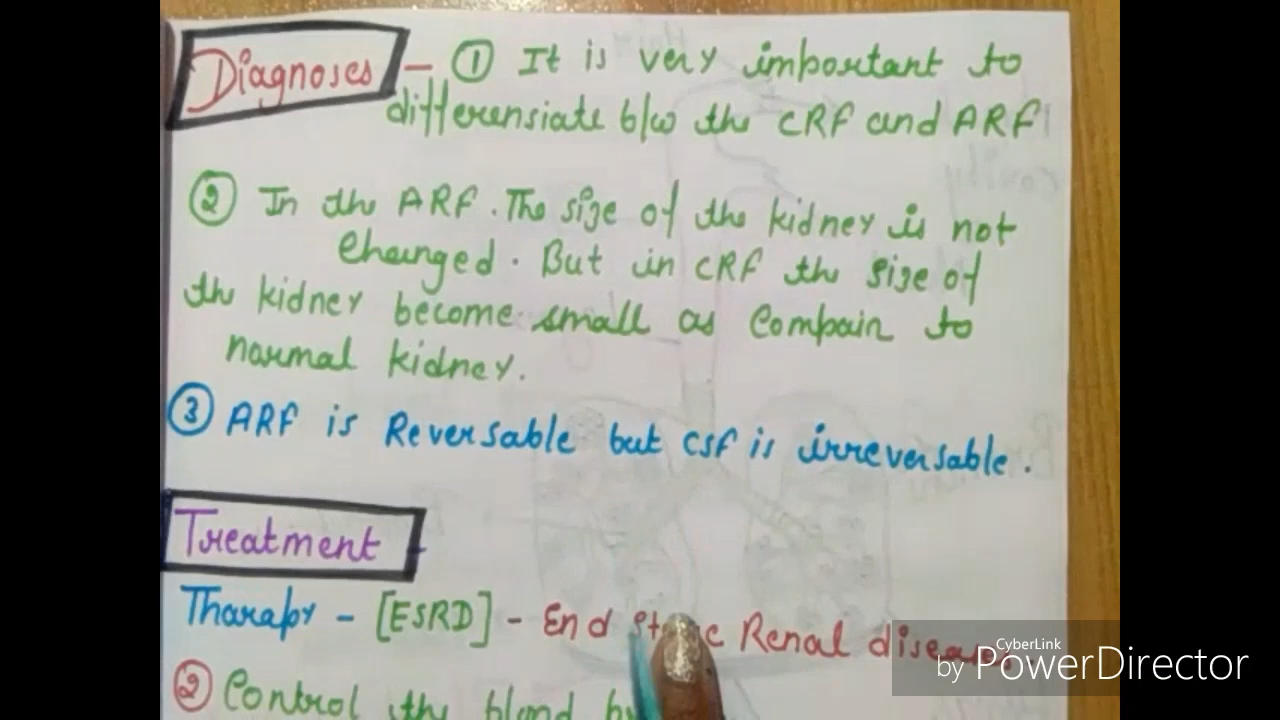 Diagnoses - ① It is very important to
differensiate b/w the CRF and ARF
② In the ARF. The size of the kidney is not
Changed. But in CRF the size of
the kidney become small as Compain to
normal kidney.
③ ARF is Reversable but CSF is irreversable.
Treatment -
Tharapy - [ESRD] - End Renal
② Control the blood
CyberLink
by PowerDirector